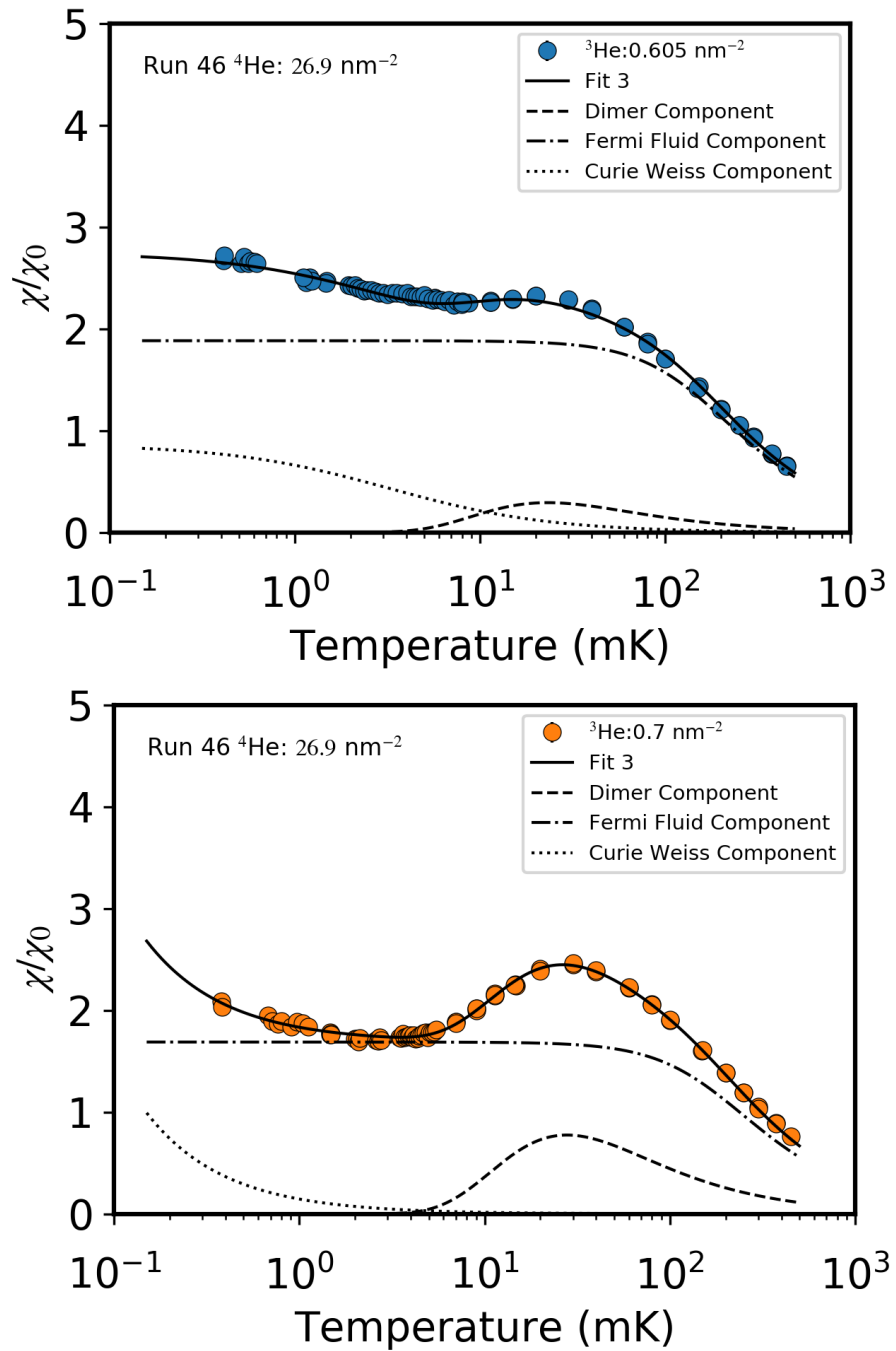 5
4
3
2
1
0
χ/χ₀
Run 46 ⁴He: 26.9 nm⁻²
³He:0.605 nm⁻²
Fit 3
Dimer Component
Fermi Fluid Component
Curie Weiss Component
10⁻¹ 10⁰ 10¹ 10² 10³
Temperature (mK)
5
4
3
2
1
0
χ/χ₀
Run 46 ⁴He: 26.9 nm⁻²
³He:0.7 nm⁻²
Fit 3
Dimer Component
Fermi Fluid Component
Curie Weiss Component
10⁻¹ 10⁰ 10¹ 10² 10³
Temperature (mK)